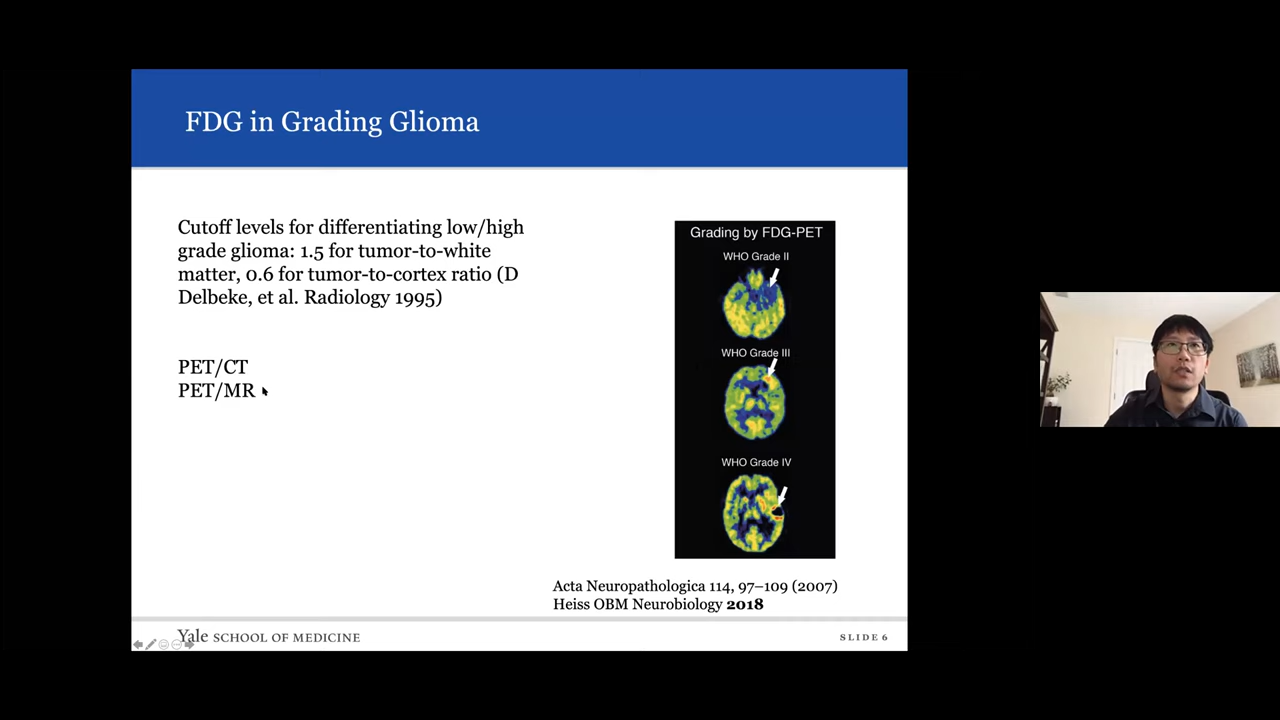 FDG in Grading Glioma
Cutoff levels for differentiating low/high
grade glioma: 1.5 for tumor-to-white
matter, 0.6 for tumor-to-cortex ratio (D
Delbeke, et al. Radiology 1995)
PET/CT
PET/MR
Grading by FDG-PET
WHO Grade II
WHO Grade III
WHO Grade IV
Acta Neuropathologica 114, 97–109 (2007)
Heiss OBM Neurobiology 2018
Yale SCHOOL OF MEDICINE
SLIDE 6